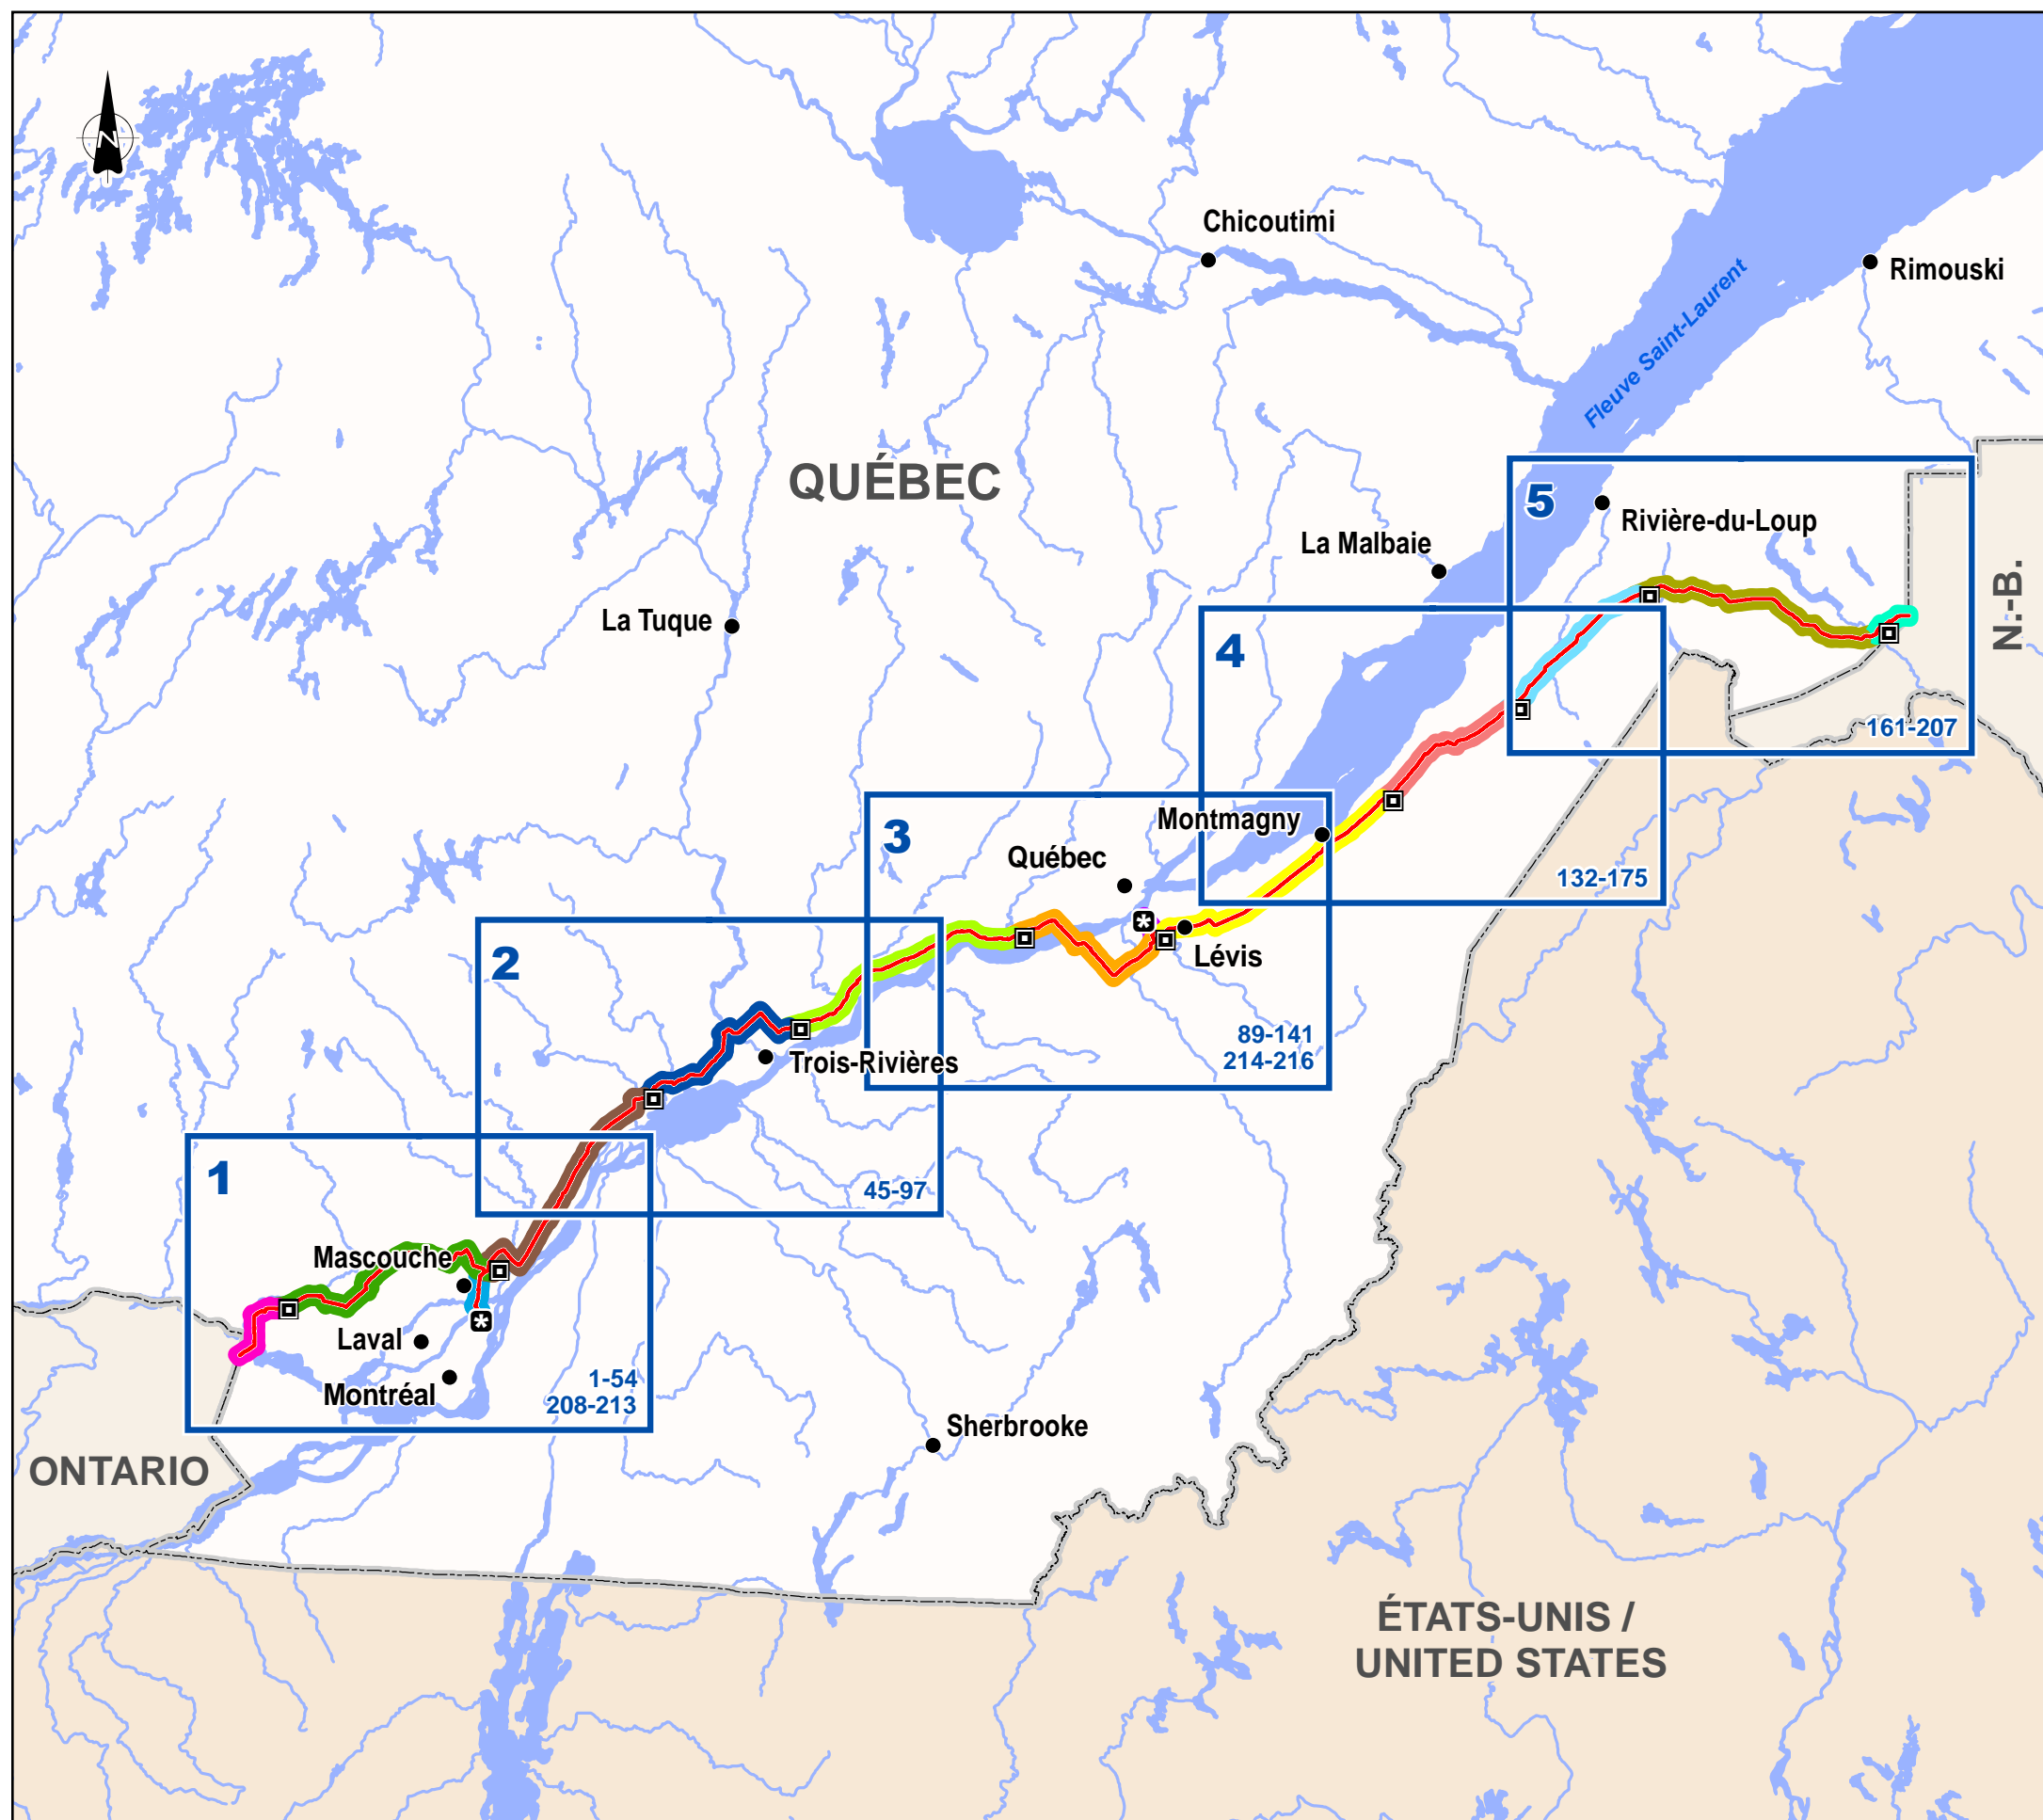 N
Chicoutimi
Rimouski
Fleuve Saint-Laurent
QUÉBEC
5
Rivière-du-Loup
La Malbaie
N.-B.
La Tuque
4
161-207
Montmagny
3
Québec
132-175
*
Lévis
2
89-141
214-216
Trois-Rivières
1
45-97
Mascouche
*
Laval
1-54
Montréal
208-213
Sherbrooke
ONTARIO
ÉTATS-UNIS /
UNITED STATES